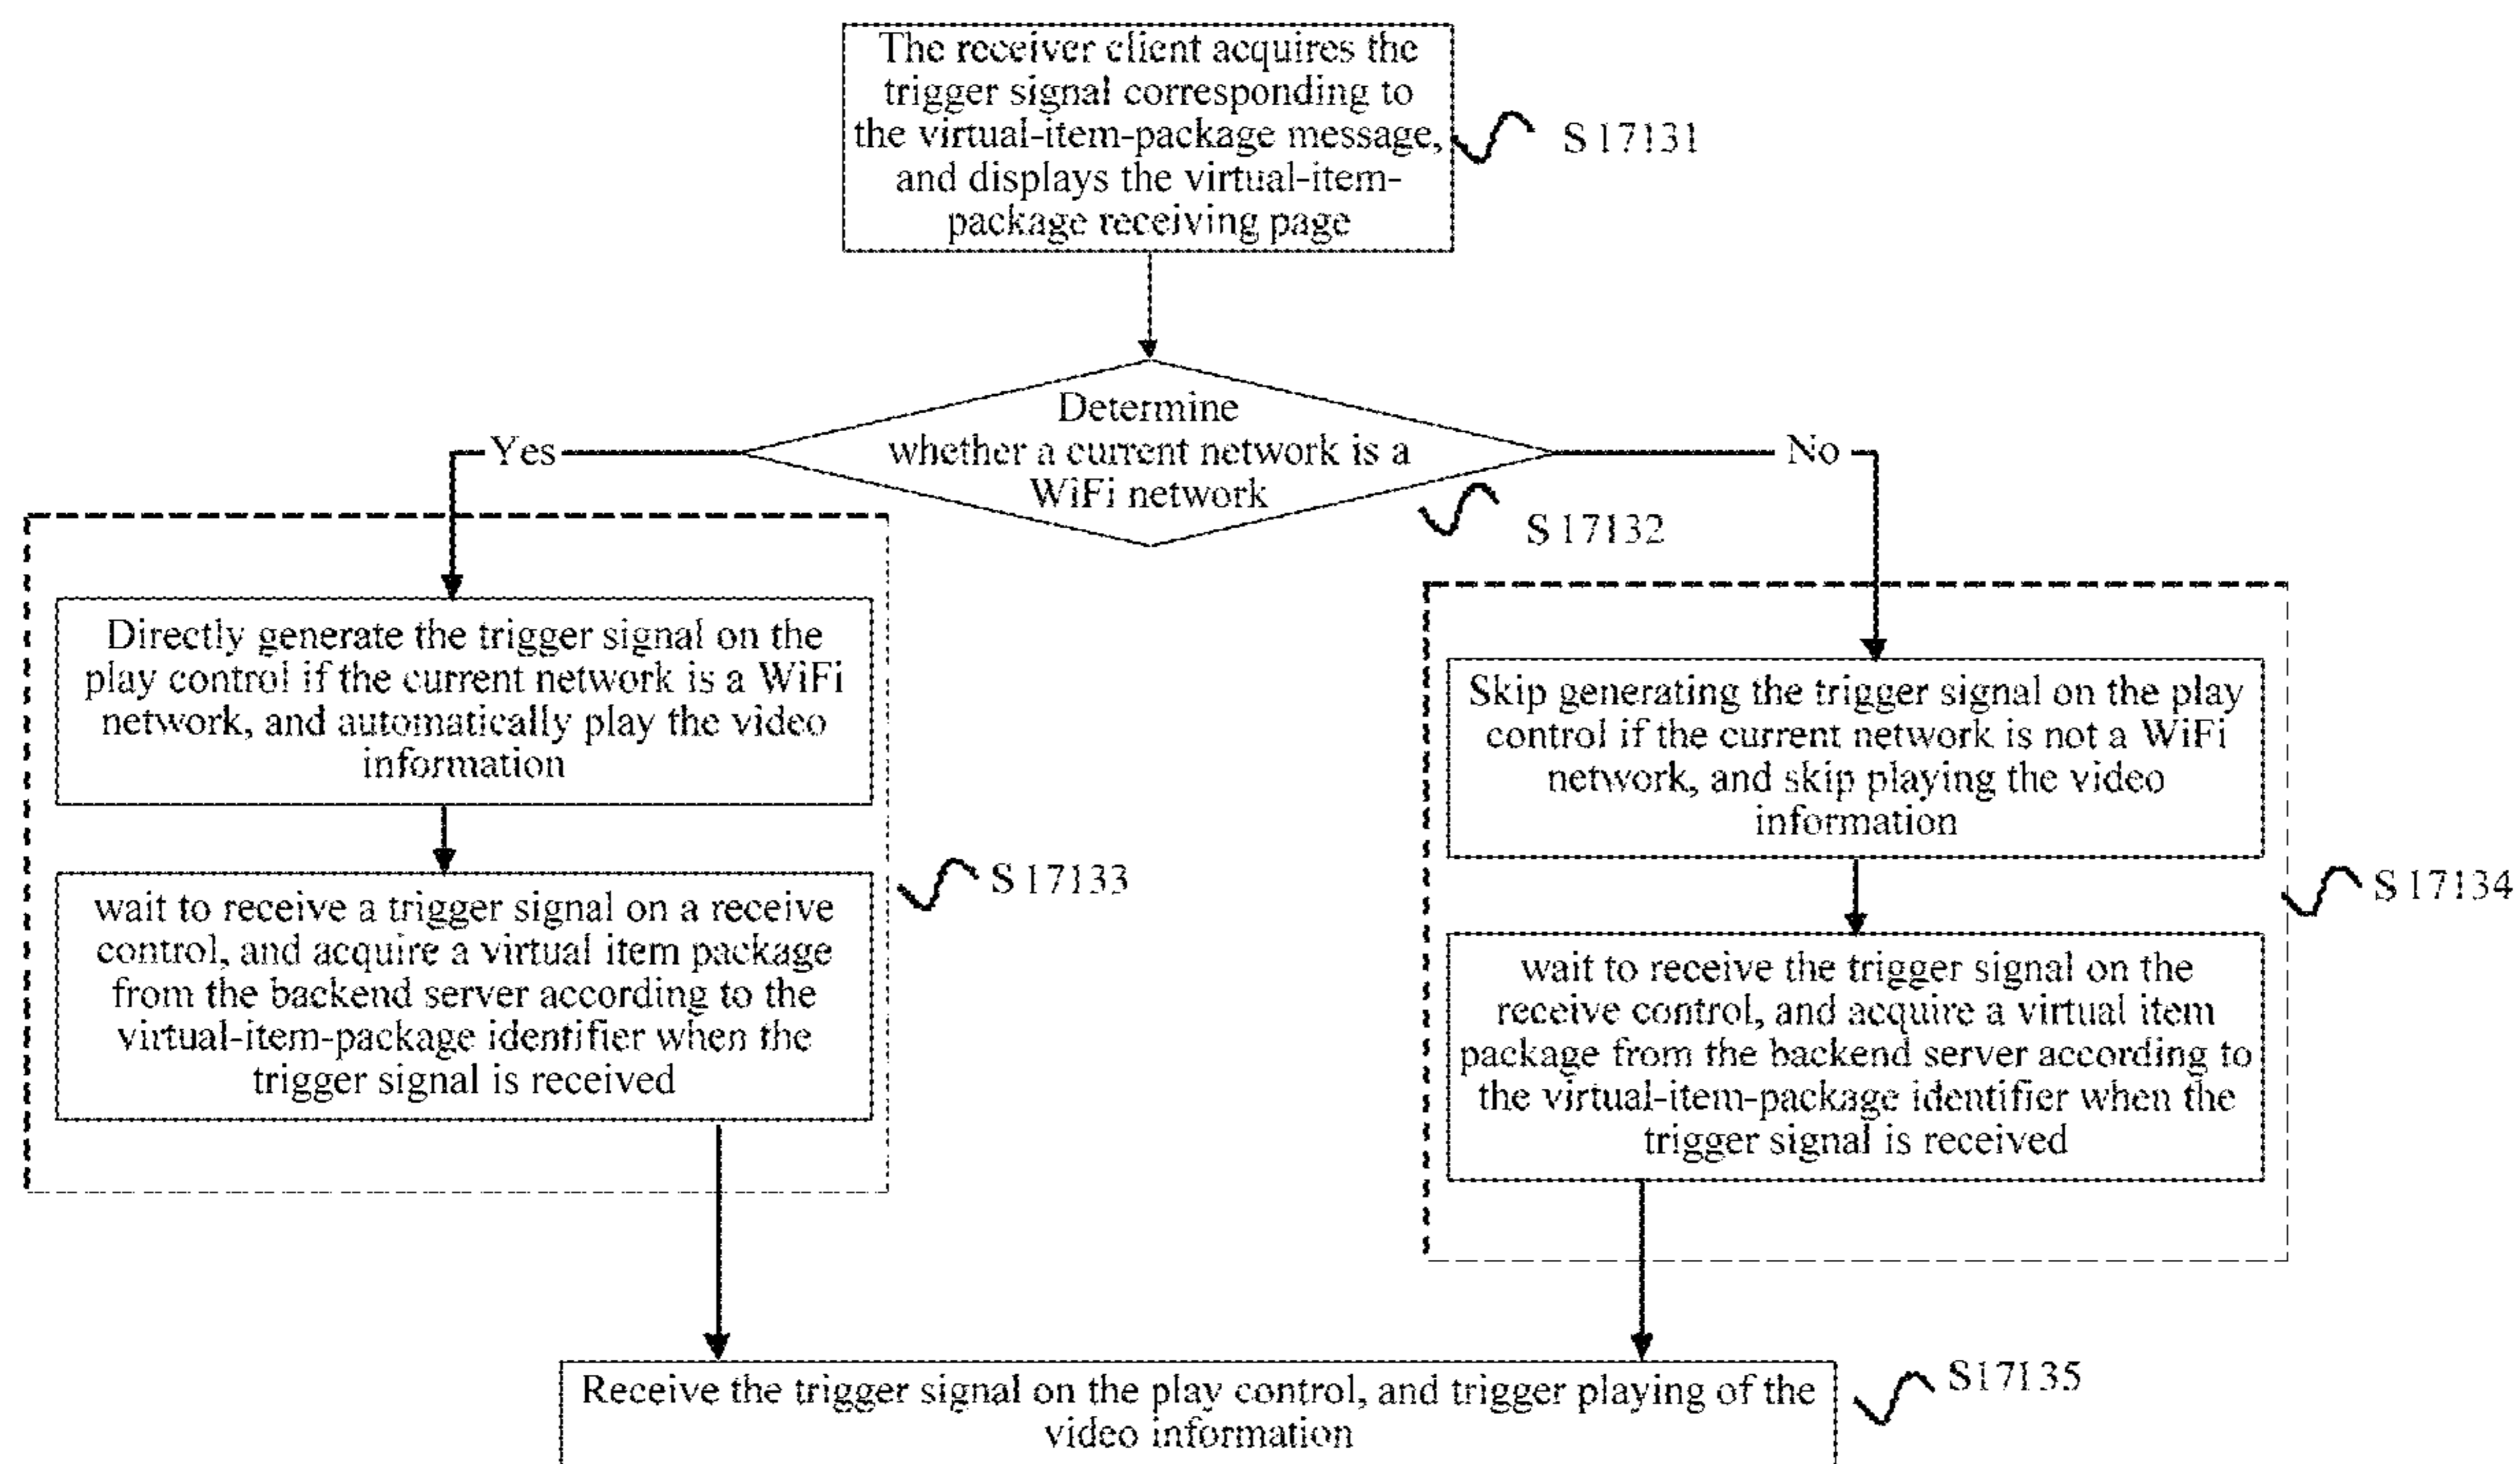 The receiver client acquires the
trigger signal corresponding to
the virtual-item-package message,
and displays the virtual-item-
package receiving page
S 17131
Determine
whether a current network is a
WiFi network
S 17132
Yes
No
Directly generate the trigger signal on the
play control if the current network is a WiFi
network, and automatically play the video
information
wait to receive a trigger signal on a receive
control, and acquire a virtual item package
from the backend server according to the
virtual-item-package identifier when the
trigger signal is received
S 17133
Skip generating the trigger signal on the play
control if the current network is not a WiFi
network, and skip playing the video
information
wait to receive the trigger signal on the
receive control, and acquire a virtual item
package from the backend server according to
the virtual-item-package identifier when the
trigger signal is received
S 17134
Receive the trigger signal on the play control, and trigger playing of the
video information
S17135